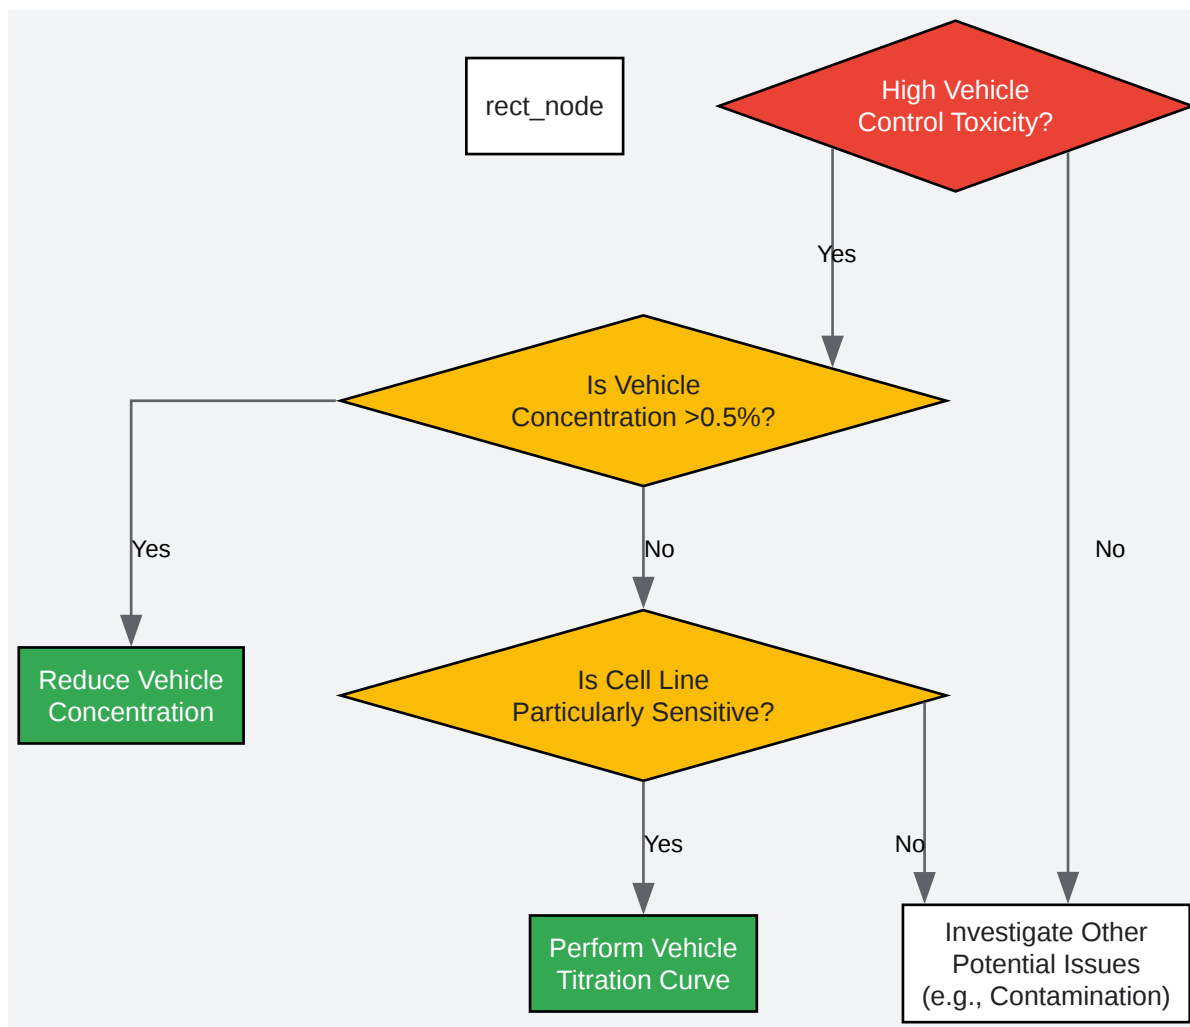 rect_node
High Vehicle
Control Toxicity?
Yes
Is Vehicle
Concentration >0.5%?
Yes
No
No
Reduce Vehicle
Concentration
Is Cell Line
Particularly Sensitive?
Yes
No
Perform Vehicle
Titration Curve
Investigate Other
Potential Issues
(e.g., Contamination)